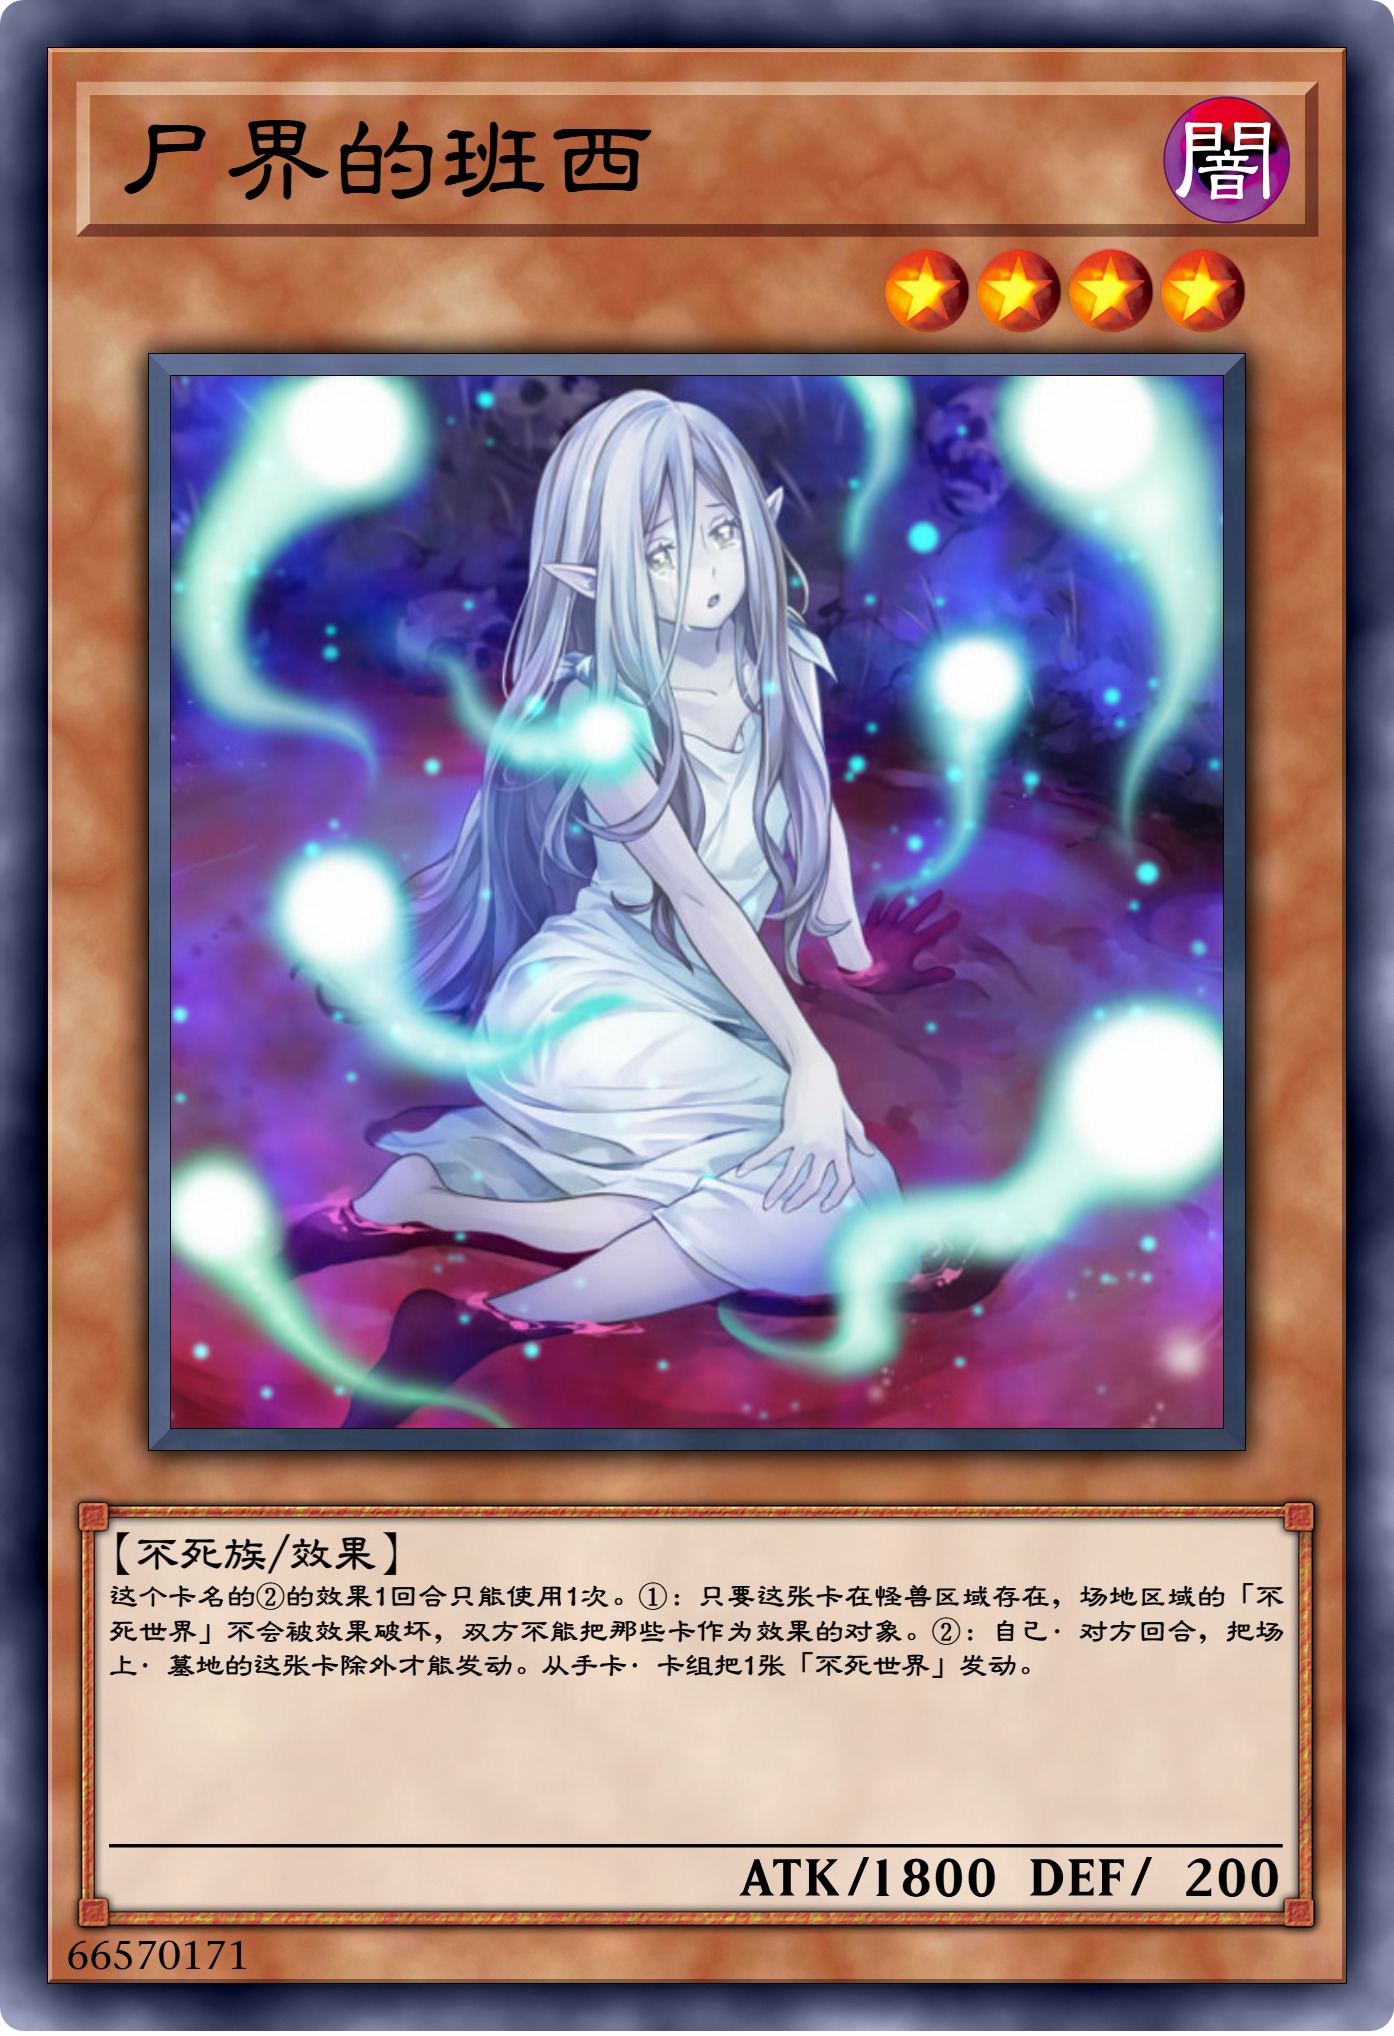 尸界的班西
闇
【不死族/效果】
这个卡名的②的效果1回合只能使用1次。①：只要这张卡在怪兽区域存在，场地区域的「不
死世界」不会被效果破坏，双方不能把那些卡作为效果的对象。②：自己·对方回合，把场
上·墓地的这张卡除外才能发动。从手卡·卡组把1张「不死世界」发动。
ATK/1800 DEF/ 200
66570171